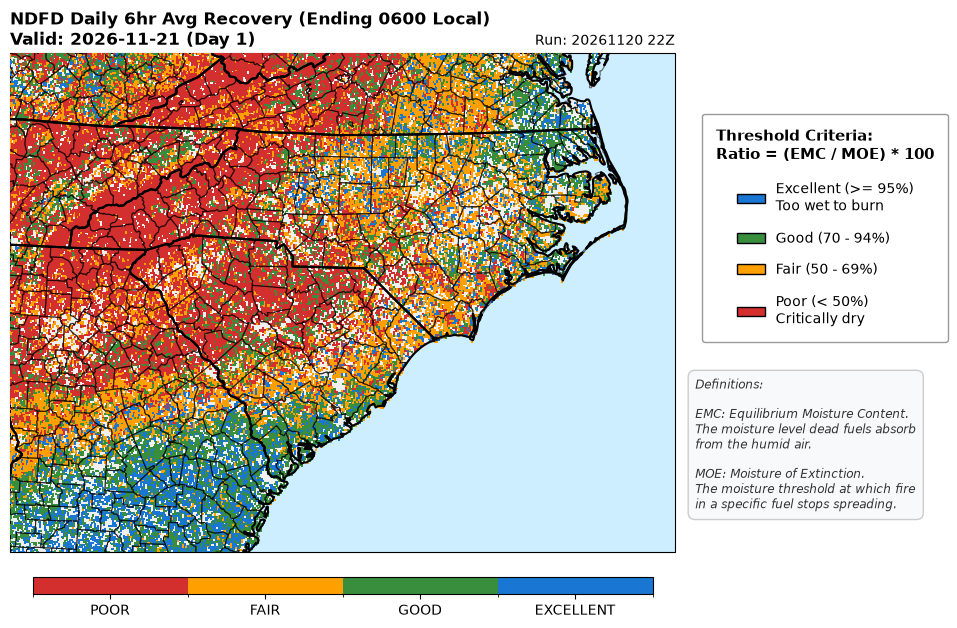 NDFD Daily 6hr Avg Recovery (Ending 0600 Local)
Valid: 2026-11-21 (Day 1)
Run: 20261120 22Z
Threshold Criteria:
Ratio = (EMC / MOE) * 100
Excellent (>= 95%)
Too wet to burn
Good (70 - 94%)
Fair (50 - 69%)
Poor (< 50%)
Critically dry
Definitions:
EMC: Equilibrium Moisture Content.
The moisture level dead fuels absorb
from the humid air.
MOE: Moisture of Extinction.
The moisture threshold at which fire
in a specific fuel stops spreading.
POOR
FAIR
GOOD
EXCELLENT